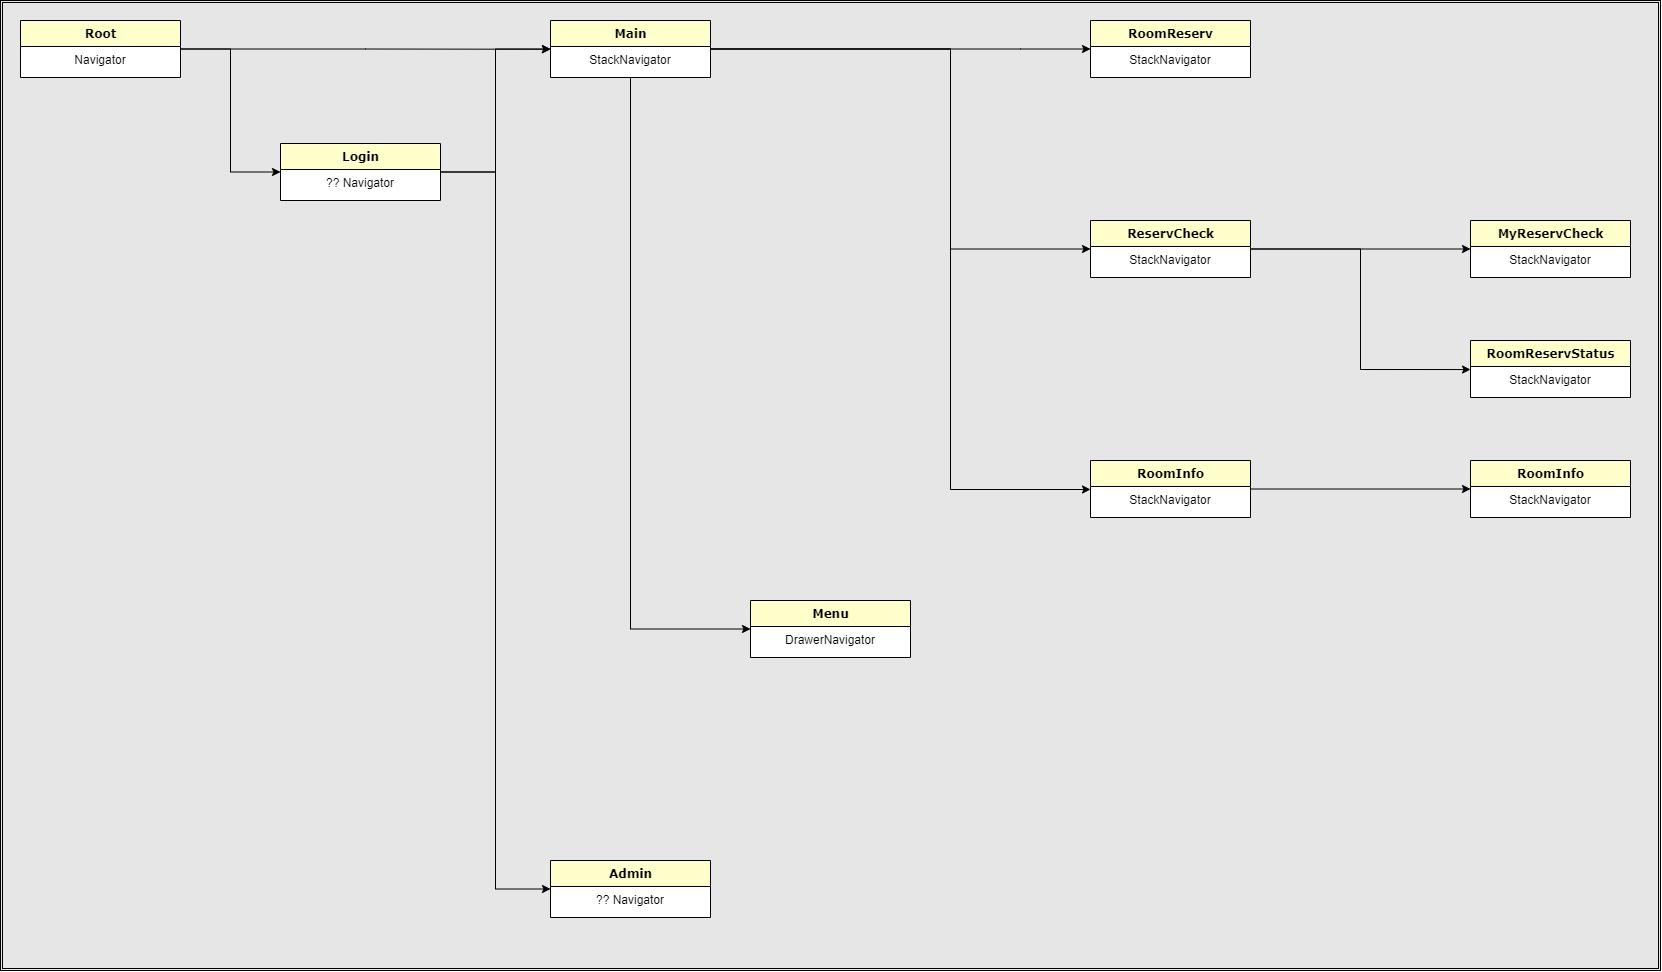 Root
Navigator
Main
StackNavigator
RoomReserv
StackNavigator
Login
?? Navigator
ReservCheck
StackNavigator
MyReservCheck
StackNavigator
RoomReservStatus
StackNavigator
RoomInfo
StackNavigator
RoomInfo
StackNavigator
Menu
DrawerNavigator
Admin
?? Navigator